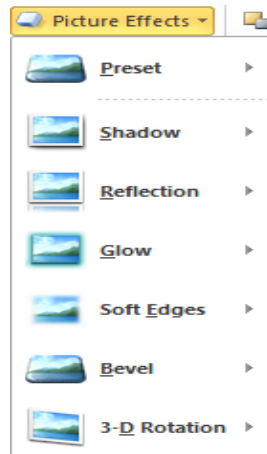 Picture Effects
Preset
Shadow
Reflection
Glow
Soft Edges
Bevel
3-D Rotation